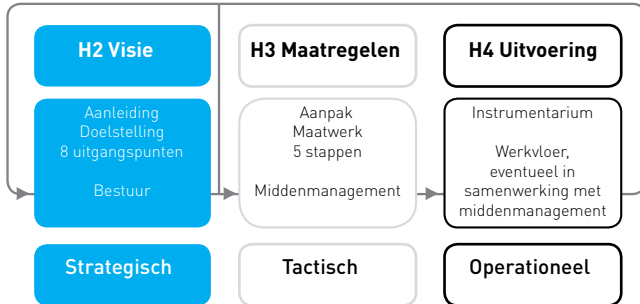 H2 Visie
H3 Maatregelen
H4 Uitvoering
Aanleiding
Doelstelling
8 uitgangspunten
Bestuur
Aanpak
Maatwerk
5 stappen
Middenmanagement
Instrumentarium
Werkvloer,
eventueel in
samenwerking met
middenmanagement
Strategisch
Tactisch
Operationeel